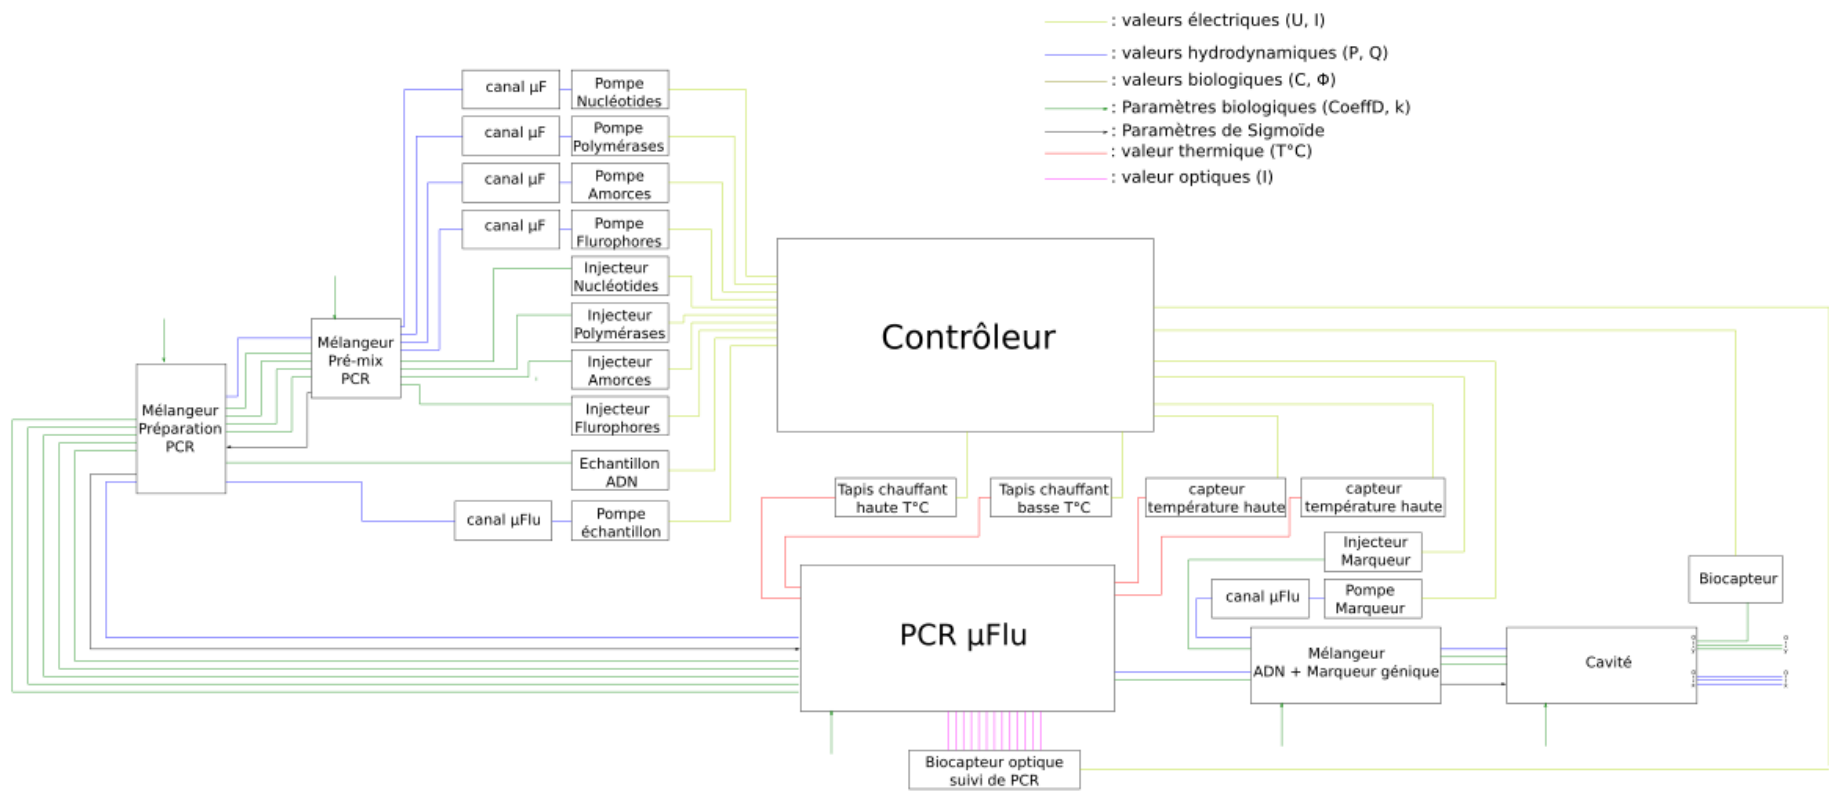 : valeurs électriques (U, I)
: valeurs hydrodynamiques (P, Q)
: valeurs biologiques (C, Φ)
: Paramètres biologiques (CoeffD, k)
: Paramètres de Sigmoïde
: valeur thermique (T°C)
: valeur optiques (I)
canal µF
Pompe
Nucléotides
canal µF
Pompe
Polymérases
canal µF
Pompe
Amorces
canal µF
Pompe
Flurophores
Injecteur
Nucléotides
Injecteur
Polymérases
Injecteur
Amorces
Injecteur
Flurophores
Echantillon
ADN
canal µFlu
Pompe
échantillon
Mélangeur
Pré-mix
PCR
Mélangeur
Préparation
PCR
Contrôleur
Tapis chauffant
haute T°C
Tapis chauffant
basse T°C
capteur
température haute
capteur
température haute
Injecteur
Marqueur
canal µFlu
Pompe
Marqueur
Biocapteur
PCR µFlu
Mélangeur
ADN + Marqueur génique
Cavité
Biocapteur optique
suivi de PCR